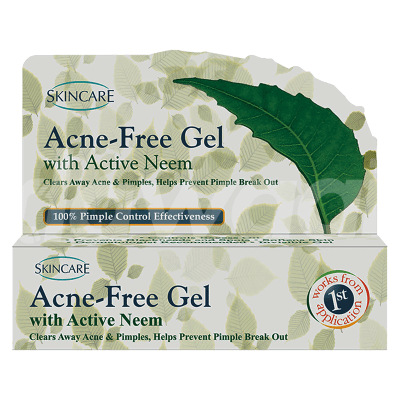 SKINCARE
Acne-Free Gel
with Active Neem
Clears Away Acne & Pimples, Helps Prevent Pimple Break Out
100% Pimple Control Effectiveness
SKINCARE
Acne-Free Gel
with Active Neem
Clears Away Acne & Pimples, Helps Prevent Pimple Break Out
works from
1st
application